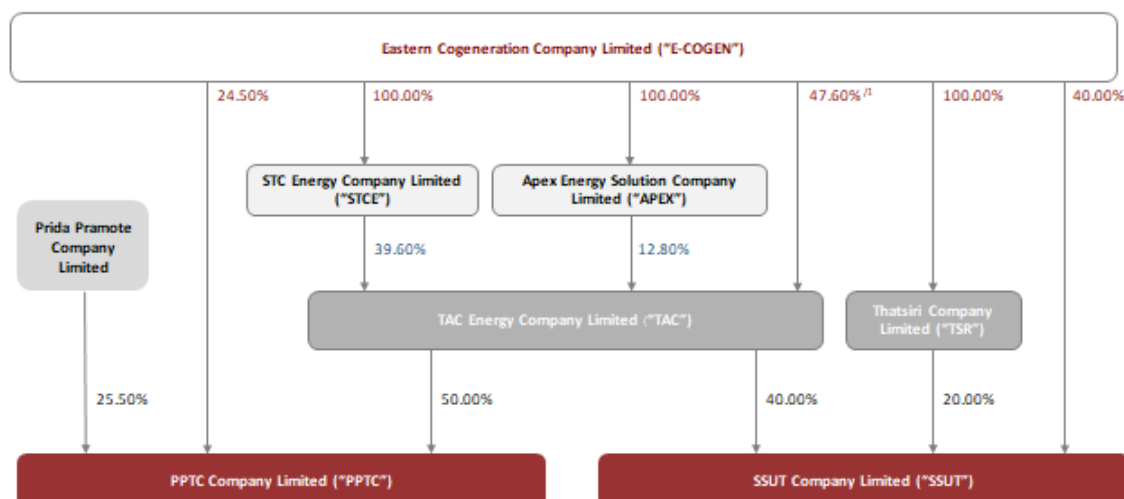 Eastern Cogeneration Company Limited (“E-COGEN”)
24.50%
100.00%
100.00%
47.60% /1
100.00%
40.00%
STC Energy Company Limited
(“STCE”)
Apex Energy Solution Company
Limited (“APEX”)
Prida Pramote
Company
Limited
39.60%
12.80%
TAC Energy Company Limited (“TAC”)
Thatsiri Company
Limited (“TSR”)
25.50%
50.00%
40.00%
20.00%
PPTC Company Limited (“PPTC”)
SSUT Company Limited (“SSUT”)